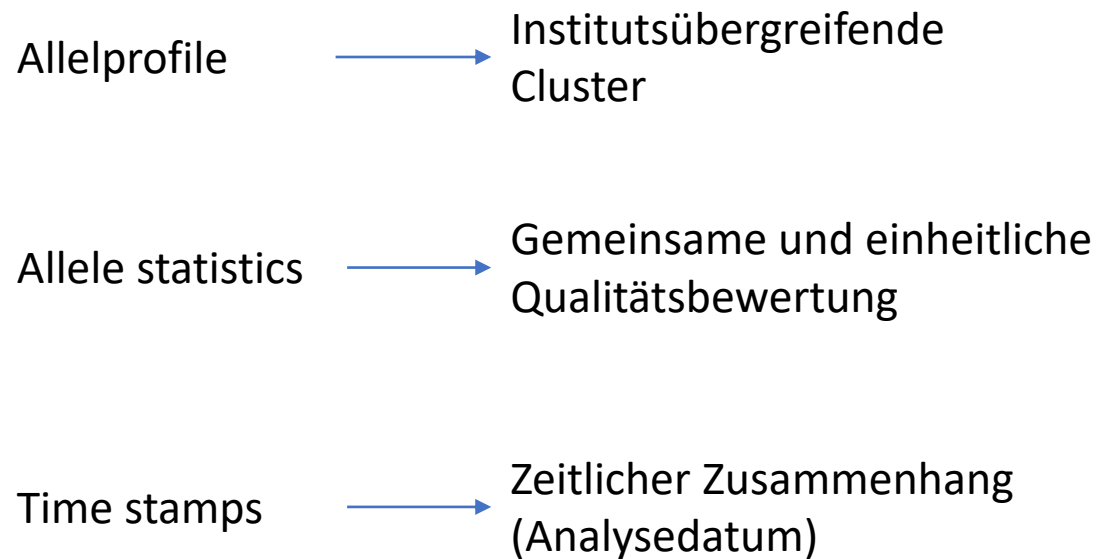 Allelprofile
Institutsübergreifende
Cluster
Allele statistics
Gemeinsame und einheitliche
Qualitätsbewertung
Time stamps
Zeitlicher Zusammenhang
(Analysedatum)